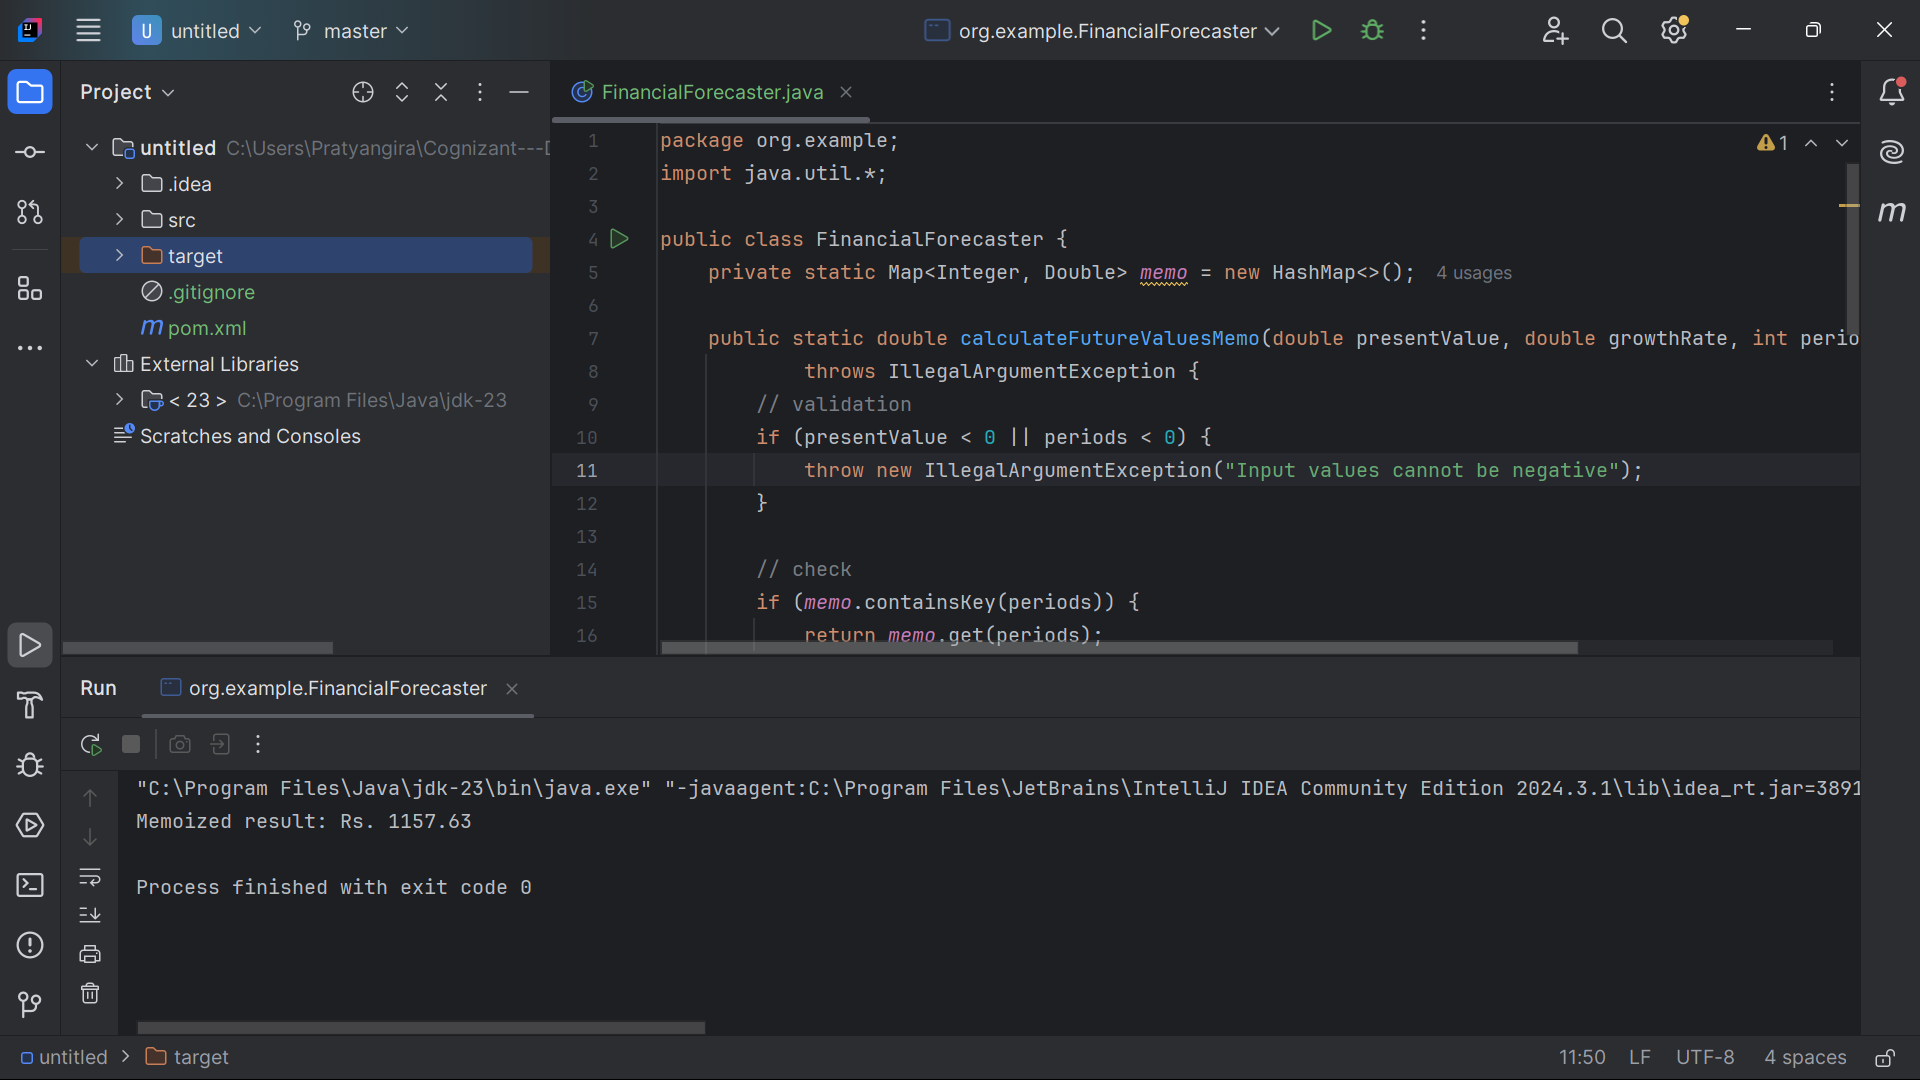 U untitled master org.example.FinancialForecaster
Project
FinancialForecaster.java
untitled C:\Users\Pratyangira\Cognizant---D
.idea
src
target
.gitignore
pom.xml
External Libraries
< 23 > C:\Program Files\Java\jdk-23
Scratches and Consoles
1 package org.example;
2 import java.util.*;
3
4 public class FinancialForecaster {
5 private static Map<Integer, Double> memo = new HashMap<>(); 4 usages
6
7 public static double calculateFutureValuesMemo(double presentValue, double growthRate, int perio
8 throws IllegalArgumentException {
9 // validation
10 if (presentValue < 0 || periods < 0) {
11 throw new IllegalArgumentException("Input values cannot be negative");
12 }
13
14 // check
15 if (memo.containsKey(periods)) {
16 return memo.get(periods);
1
m
Run org.example.FinancialForecaster
"C:\Program Files\Java\jdk-23\bin\java.exe" "-javaagent:C:\Program Files\JetBrains\IntelliJ IDEA Community Edition 2024.3.1\lib\idea_rt.jar=3891
Memoized result: Rs. 1157.63
Process finished with exit code 0
untitled > target
11:50 LF UTF-8 4 spaces